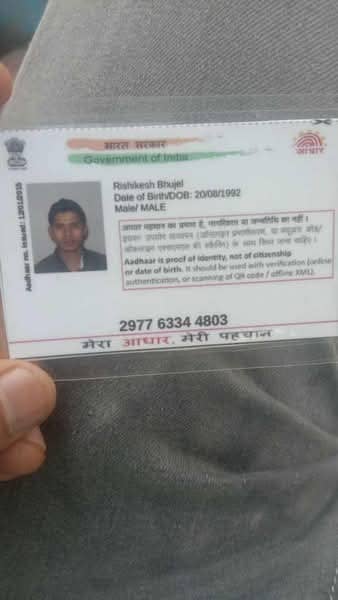 भारत सरकार
Government of India
आधार
Aadhaar no. issued: 12/01/2015
Rishikesh Bhujel
Date of Birth/DOB: 20/08/1992
Male/ MALE
आधार पहचान का प्रमाण है, नागरिकता या जन्मतिथि का नहीं।
इसका उपयोग सत्यापन (ऑनलाइन प्रमाणीकरण, या क्यूआर कोड/
ऑफ़लाइन एक्सएमएल की स्कैनिंग) के साथ किया जाना चाहिए।
Aadhaar is proof of identity, not of citizenship
or date of birth. It should be used with verification (online
authentication, or scanning of QR code / offline XML).
2977 6334 4803
मेरा आधार, मेरी पहचान